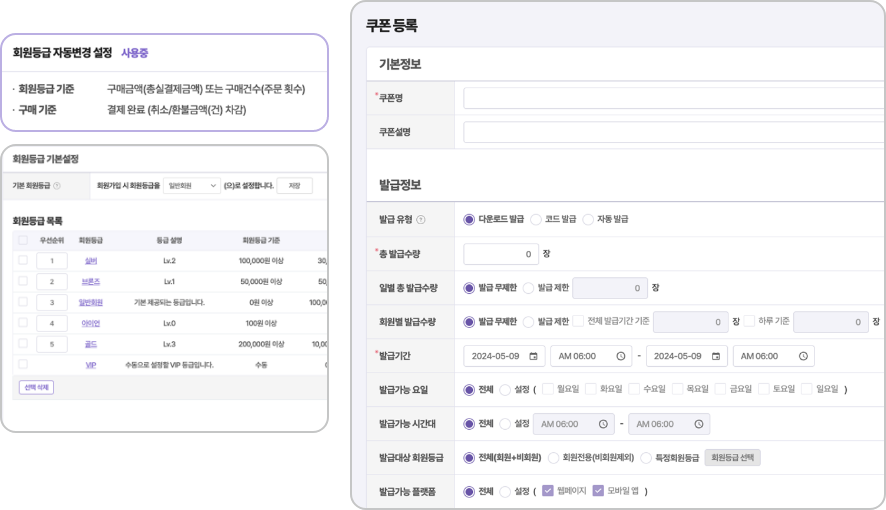 회원등급 자동변경 설정 사용중
· 회원등급 기준 구매금액(총실결제금액) 또는 구매건수(주문 횟수)
· 구매 기준 결제 완료 (취소/환불금액(건) 차감)
회원등급 기본설정
기본 회원등급 ? 회원가입 시 회원등급을 일반회원 (으)로 설정합니다. 저장
회원등급 목록
우선순위 회원등급 등급 설명 회원등급 기준
1 실버 Lv.2 100,000원 이상 30,
2 브론즈 Lv.1 50,000원 이상 50,
3 일반회원 기본 제공되는 등급입니다. 0원 이상 100,0
4 아이언 Lv.0 100원 이상
5 골드 Lv.3 200,000원 이상 10,00
VIP 수동으로 설정할 VIP 등급입니다. 수동
선택 삭제
쿠폰 등록
기본정보
*쿠폰명
쿠폰설명
발급정보
발급 유형 ? 다운로드 발급 코드 발급 자동 발급
*총 발급수량 0 장
일별 총 발급수량 발급 무제한 발급 제한 0 장
회원별 발급수량 발급 무제한 발급 제한 전체 발급기간 기준 0 장 하루 기준 0 장
*발급기간 2024-05-09 AM 06:00 - 2024-05-09 AM 06:00
발급가능 요일 전체 설정 ( 월요일 화요일 수요일 목요일 금요일 토요일 일요일 )
발급가능 시간대 전체 설정 AM 06:00 - AM 06:00
발급대상 회원등급 전체(회원+비회원) 회원전용(비회원제외) 특정회원등급 회원등급 선택
발급가능 플랫폼 전체 설정 ( 웹페이지 모바일 앱 )